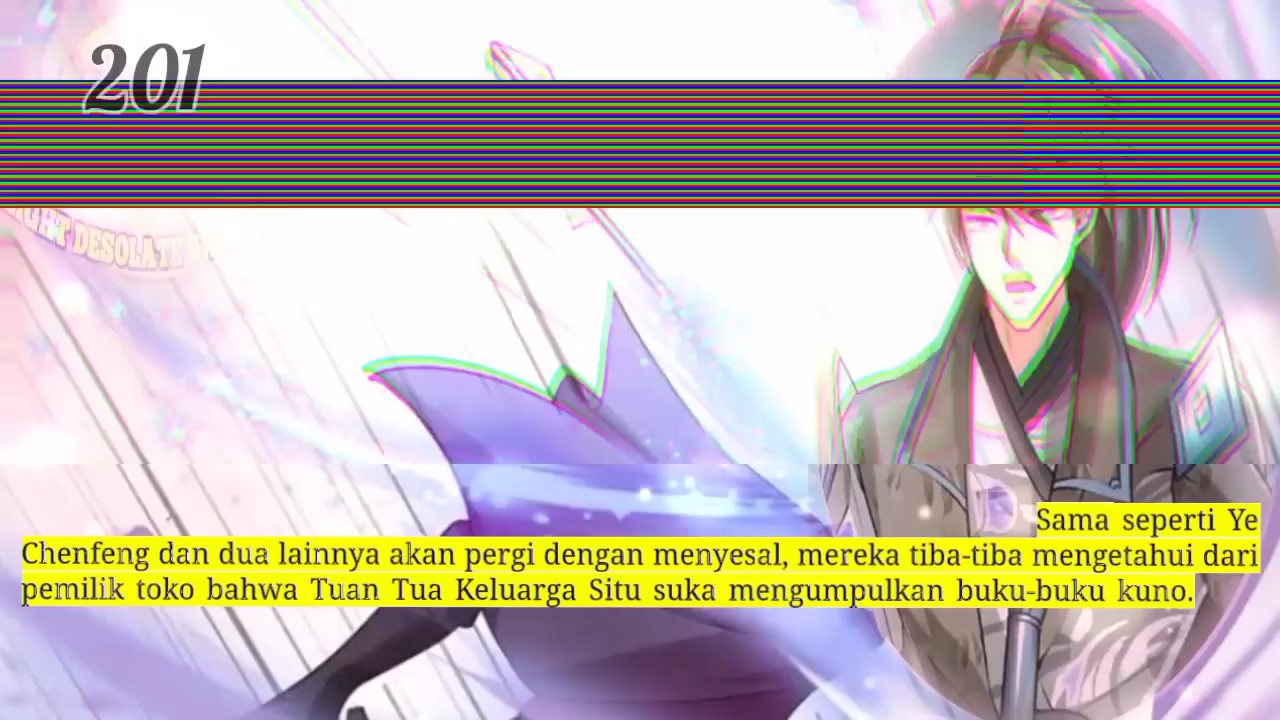 201
DESOLATE
Sama seperti Ye
Chenfeng dan dua lainnya akan pergi dengan menyesal, mereka tiba-tiba mengetahui dari
pemilik toko bahwa Tuan Tua Keluarga Situ suka mengumpulkan buku-buku kuno.